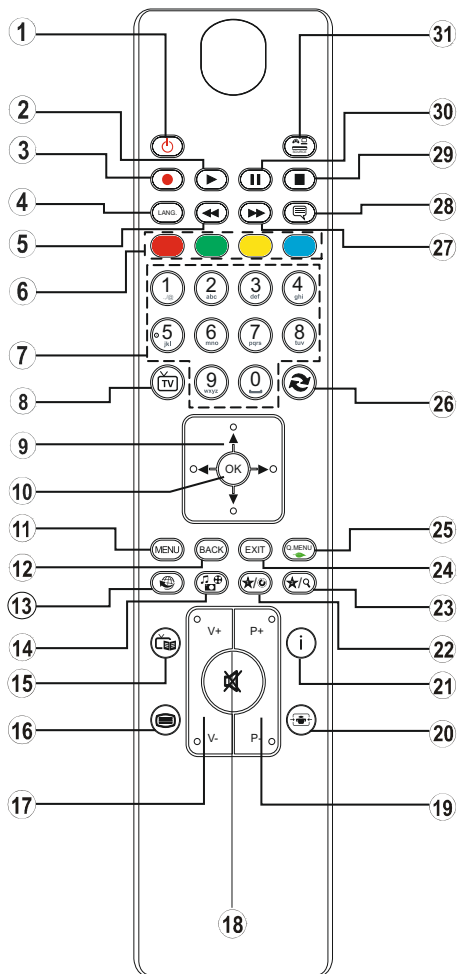 1
31
2
30
3
29
SOURCE
4
LANG.
28
5
27
6
1 ./@
2 abc
3 def
4 ghi
7
5 jkl
6 mno
7 pqrs
8 tuv
8
TV
9 wxyz
0
26
9
10
OK
11
MENU
BACK
EXIT
Q.MENU
25
12
24
13
23
14
22
V+
P+
15
i
21
16
20
17
V-
P-
19
18